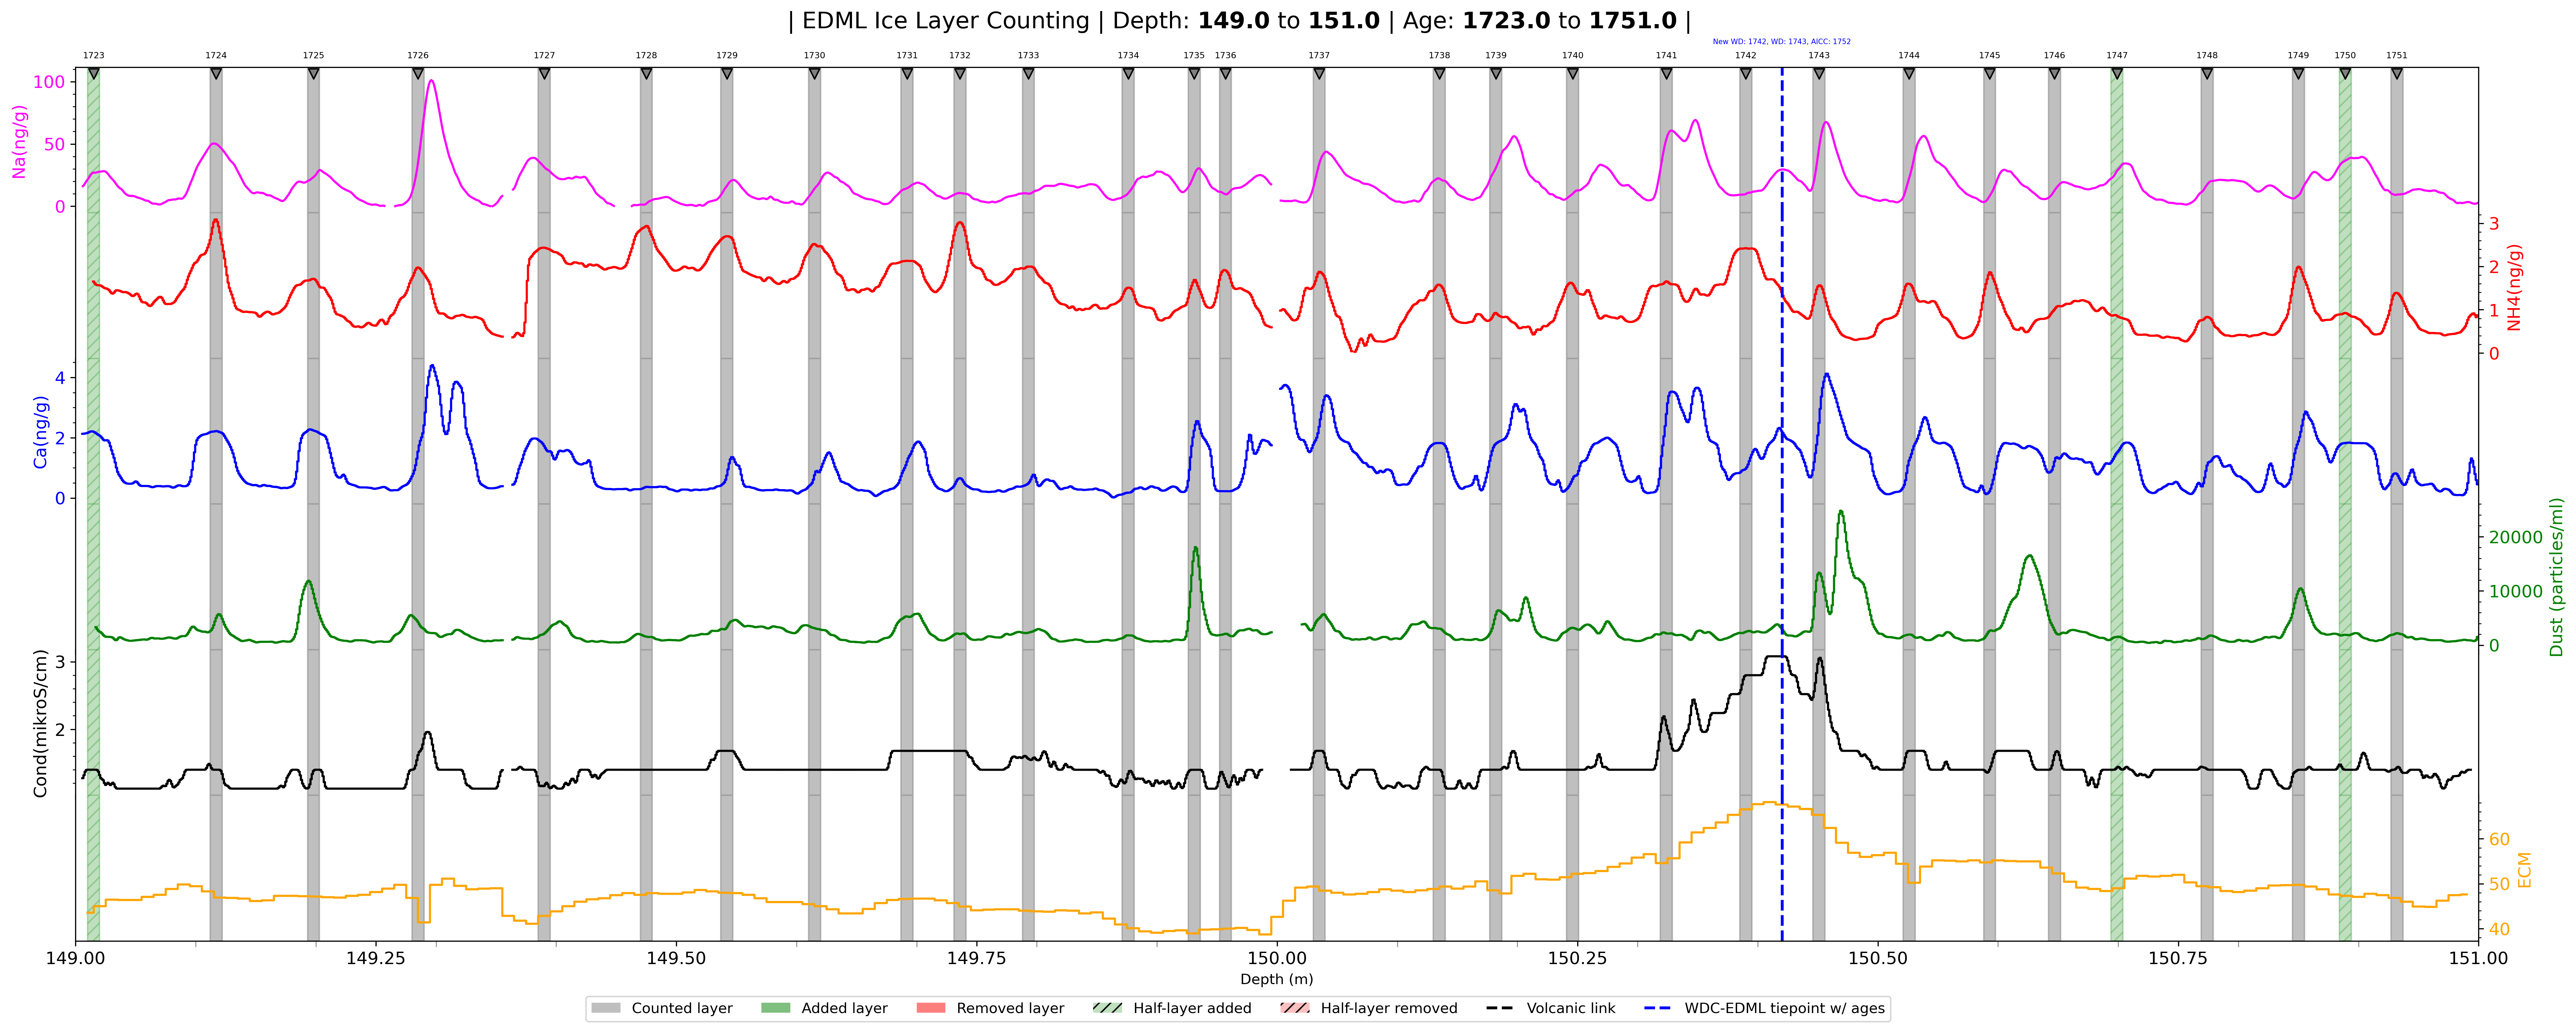 | EDML Ice Layer Counting | Depth: 149.0 to 151.0 | Age: 1723.0 to 1751.0 |
New WD: 1742, WD: 1743, AICC: 1752
1723 1724 1725 1726 1727 1728 1729 1730 1731 1732 1733 1734 1735 1736 1737 1738 1739 1740 1741 1742 1743 1744 1745 1746 1747 1748 1749 1750 1751
Na(ng/g)
100
50
0
NH4(ng/g)
3
2
1
0
Ca(ng/g)
4
2
0
Dust (particles/ml)
20000
10000
0
Cond(mikroS/cm)
3
2
ECM
60
50
40
149.00 149.25 149.50 149.75 150.00 150.25 150.50 150.75 151.00
Depth (m)
Counted layer Added layer Removed layer Half-layer added Half-layer removed Volcanic link WDC-EDML tiepoint w/ ages